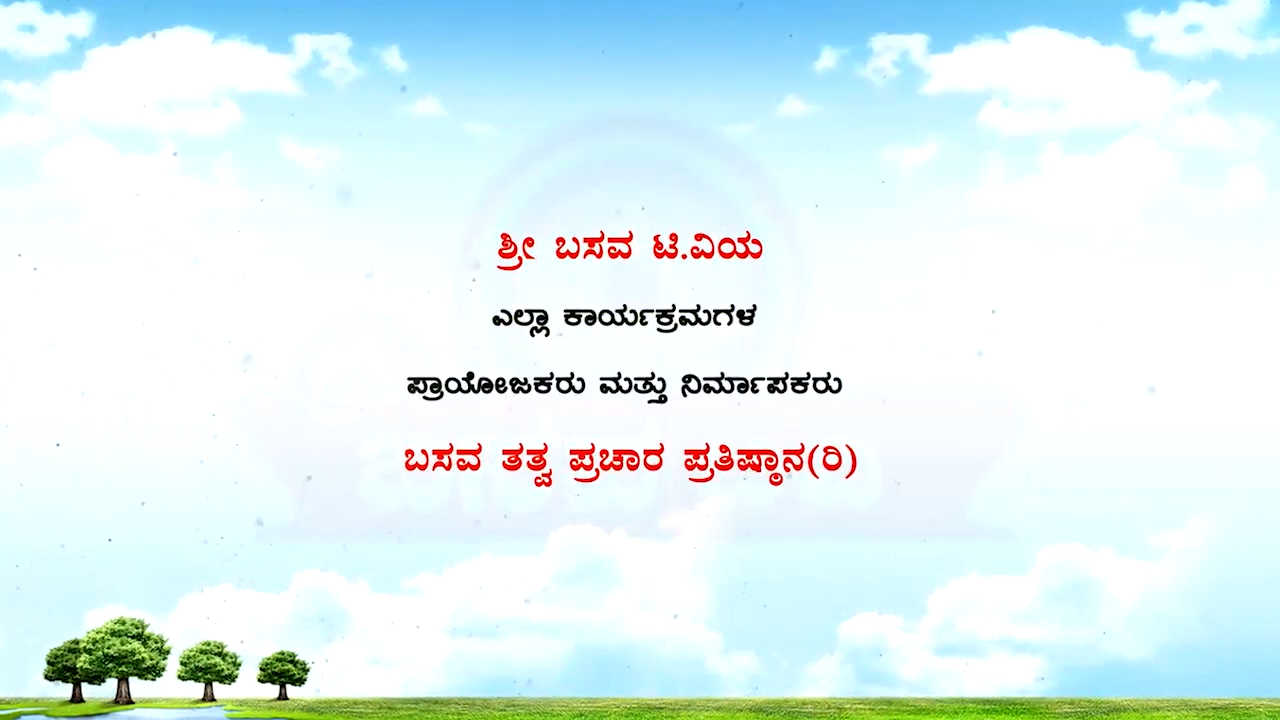 ಶ್ರೀ ಬಸವ ಟಿ.ವಿಯ
ಎಲ್ಲಾ ಕಾರ್ಯಕ್ರಮಗಳ
ಪ್ರಾಯೋಜಕರು ಮತ್ತು ನಿರ್ಮಾಪಕರು
ಬಸವ ತತ್ವ ಪ್ರಚಾರ ಪ್ರತಿಷ್ಠಾನ(ರಿ)